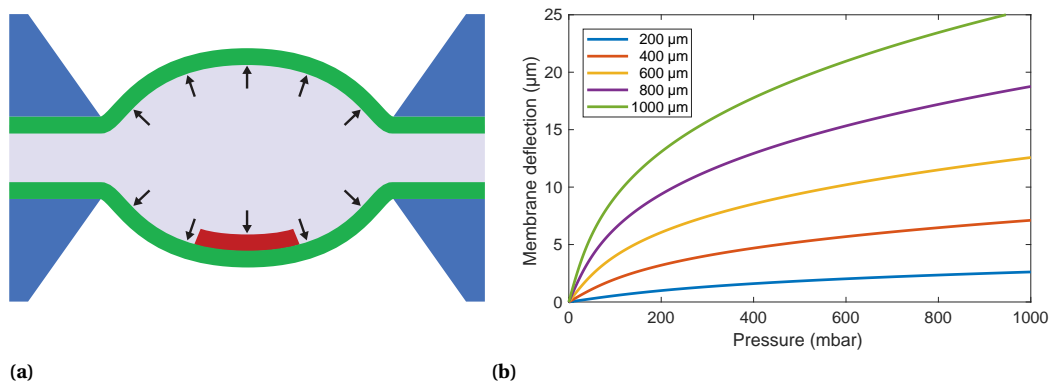 25
20
15
10
5
0
Membrane deflection (µm)
200 µm
400 µm
600 µm
800 µm
1000 µm
0 200 400 600 800 1000
Pressure (mbar)
(a) (b)